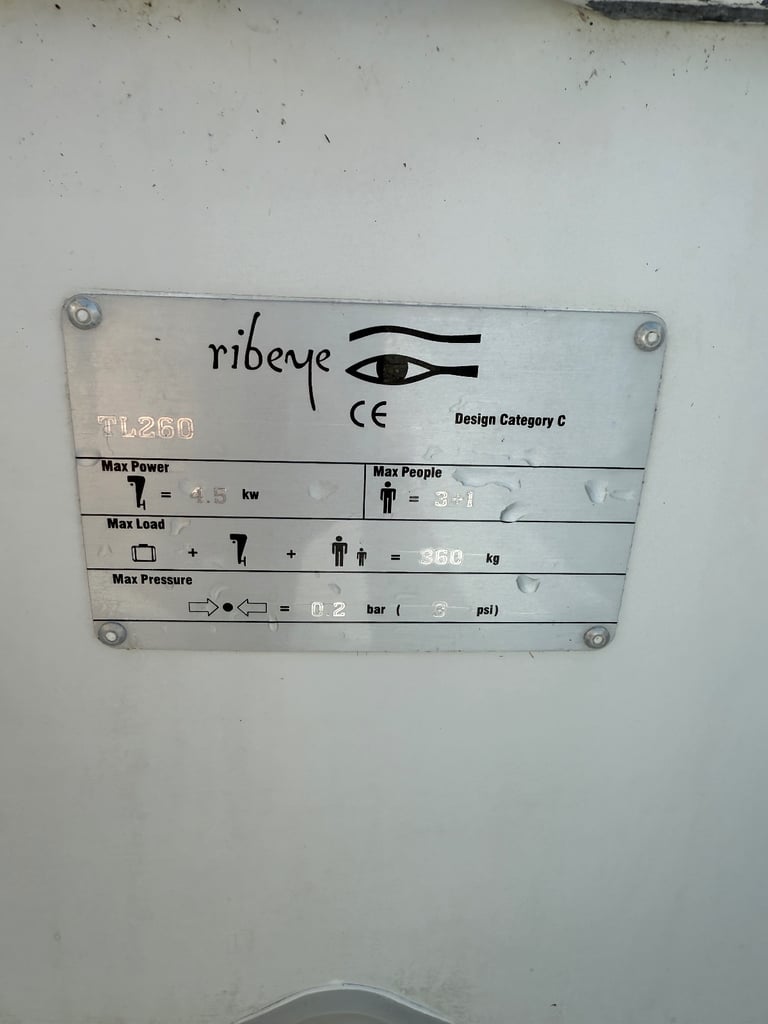 ribeye
CE
Design Category C
TL260
Max Power
= 4.5 kw
Max People
= 3+1
Max Load
+ + = 360 kg
Max Pressure
= 0.2 bar ( 3 psi)